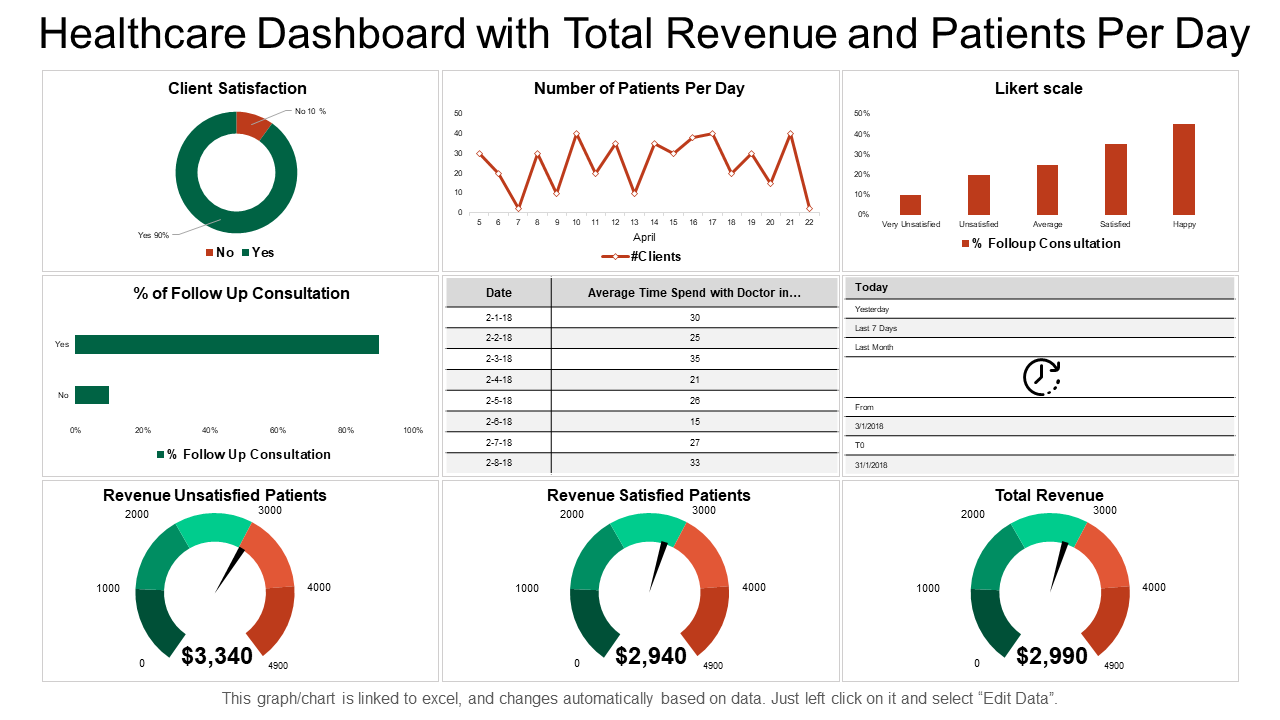 Healthcare Dashboard with Total Revenue and Patients Per Day
Client Satisfaction
No 10 %
Yes 90%
No Yes
Number of Patients Per Day
50
40
30
20
10
0
5 6 7 8 9 10 11 12 13 14 15 16 17 18 19 20 21 22
April
#Clients
Likert scale
50%
40%
30%
20%
10%
0%
Very Unsatisfied Unsatisfied Average Satisfied Happy
% Folloup Consultation
% of Follow Up Consultation
Yes
No
0% 20% 40% 60% 80% 100%
% Follow Up Consultation
Date Average Time Spend with Doctor in…
2-1-18 30
2-2-18 25
2-3-18 35
2-4-18 21
2-5-18 26
2-6-18 15
2-7-18 27
2-8-18 33
Today
Yesterday
Last 7 Days
Last Month
From
3/1/2018
T0
31/1/2018
Revenue Unsatisfied Patients
2000 3000
1000 4000
0 $3,340 4900
Revenue Satisfied Patients
2000 3000
1000 4000
0 $2,940 4900
Total Revenue
2000 3000
1000 4000
0 $2,990 4900
This graph/chart is linked to excel, and changes automatically based on data. Just left click on it and select “Edit Data”.